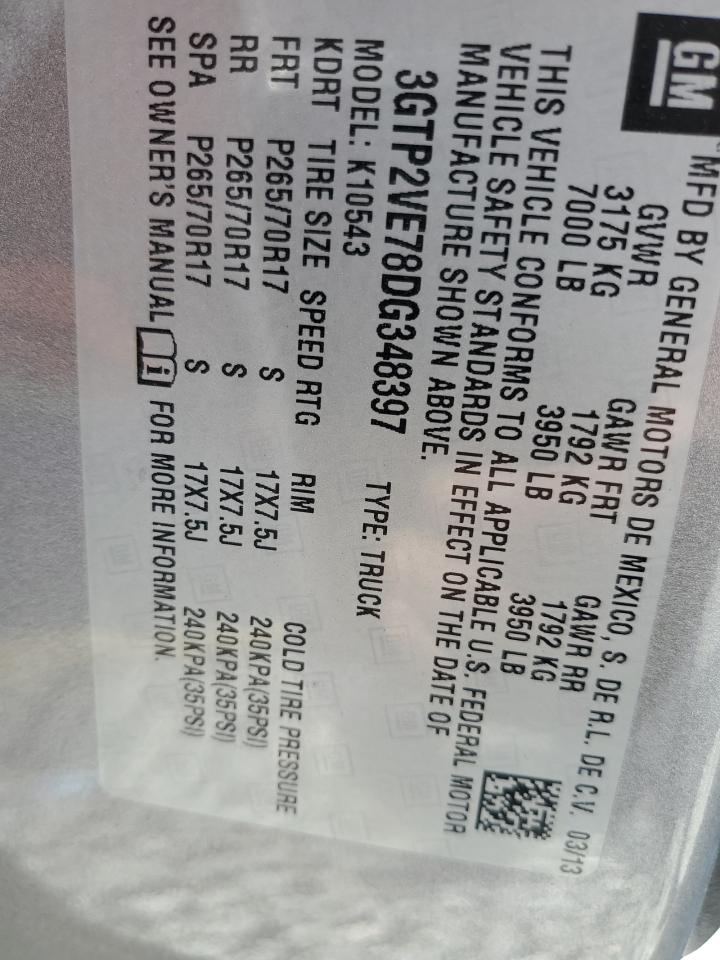 GM
MFD BY GENERAL MOTORS DE MEXICO, S. DE R.L. DE C.V. 03/13
GVWR GAWR FRT GAWR RR
3175 KG 1792 KG 1792 KG
7000 LB 3950 LB 3950 LB
THIS VEHICLE CONFORMS TO ALL APPLICABLE U.S. FEDERAL MOTOR
VEHICLE SAFETY STANDARDS IN EFFECT ON THE DATE OF
MANUFACTURE SHOWN ABOVE.
3GTP2VE78DG348397 TYPE: TRUCK
MODEL: K10543
KDRT TIRE SIZE SPEED RTG RIM COLD TIRE PRESSURE
FRT P265/70R17 S 17X7.5J 240KPA(35PSI)
RR P265/70R17 S 17X7.5J 240KPA(35PSI)
SPA P265/70R17 S 17X7.5J 240KPA(35PSI)
SEE OWNER'S MANUAL FOR MORE INFORMATION.